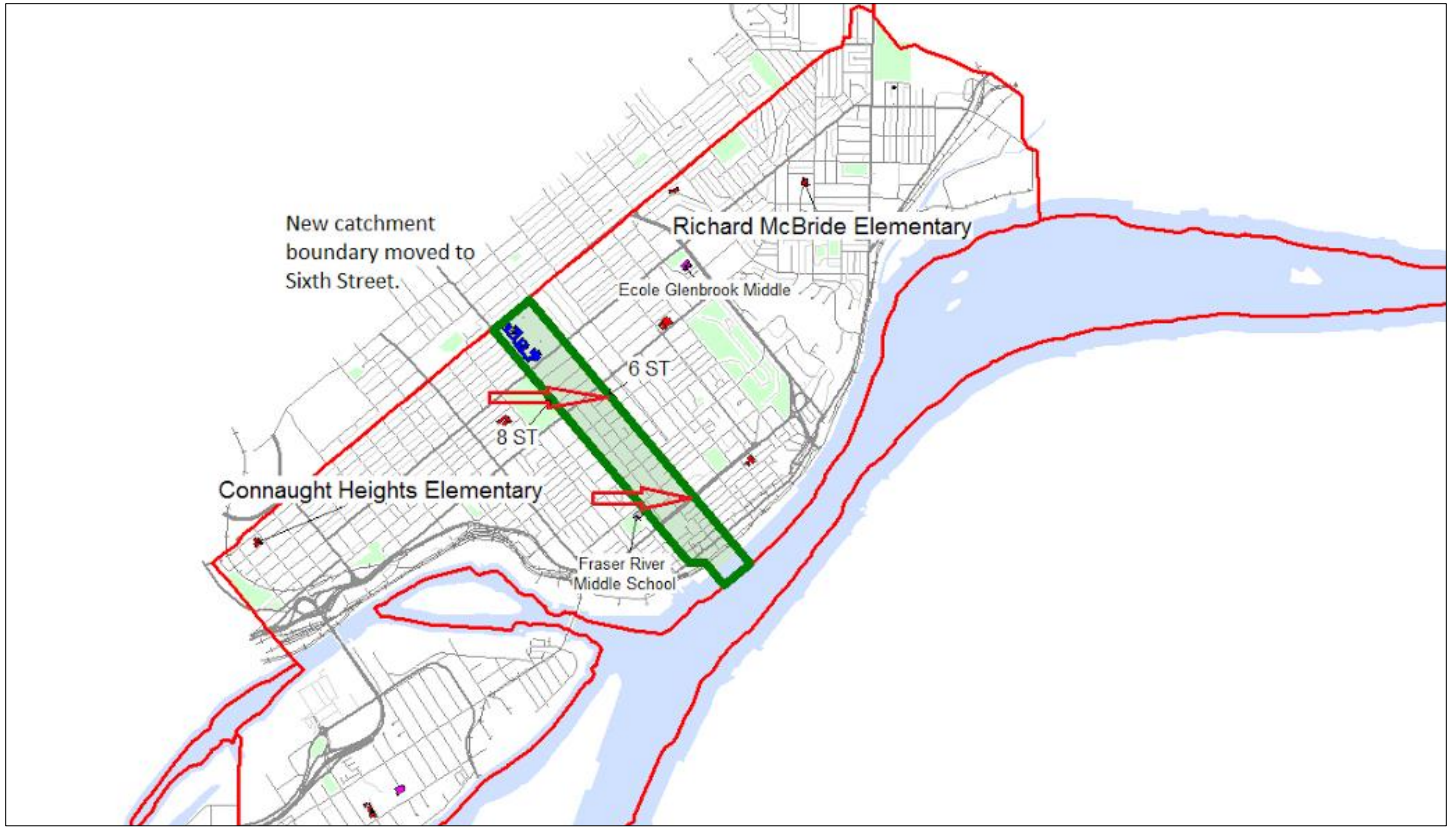 New catchment
boundary moved to
Sixth Street.
Richard McBride Elementary
Ecole Glenbrook Middle
6 ST
8 ST
Connaught Heights Elementary
Fraser River
Middle School